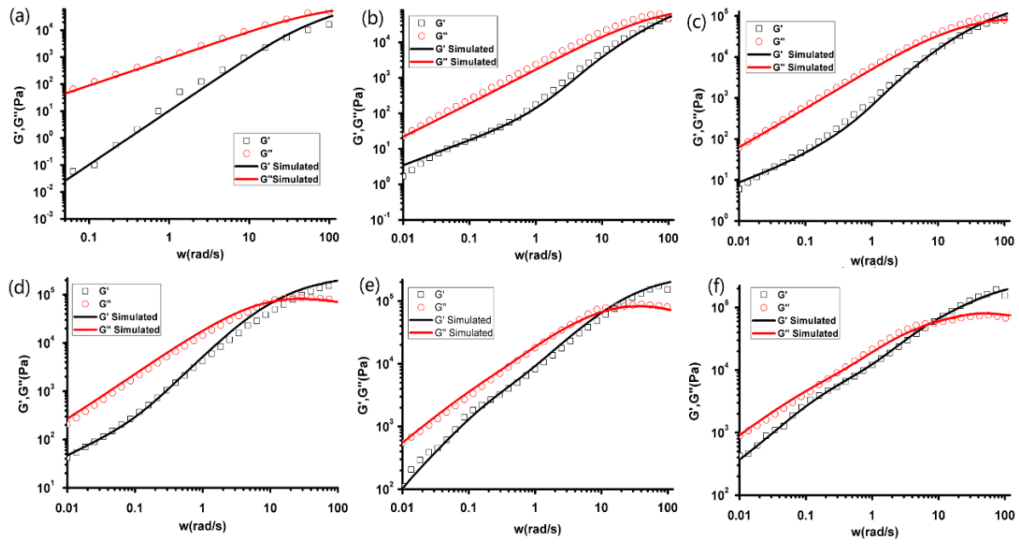 (a)
10^4
10^3
10^2
10^1
10^0
10^-1
10^-2
10^-3
G',G''(Pa)
G'
G''
G' Simulated
G''Simulated
0.1 1 10 100
w(rad/s)
(b)
10^4
10^3
10^2
10^1
10^0
10^-1
G',G''(Pa)
G'
G''
G' Simulated
G'' Simulated
0.01 0.1 1 10 100
w(rad/s)
(c)
10^5
10^4
10^3
10^2
10^1
10^0
G',G''(Pa)
G'
G''
G' Simulated
G'' Simulated
0.01 0.1 1 10 100
w(rad/s)
(d)
10^5
10^4
10^3
10^2
10^1
G',G''(Pa)
G'
G''
G' Simulated
G'' Simulated
0.01 0.1 1 10 100
w(rad/s)
(e)
10^5
10^4
10^3
10^2
G',G''(Pa)
G'
G''
G' Simulated
G'' Simulated
0.01 0.1 1 10 100
w(rad/s)
(f)
10^5
10^4
10^3
10^2
G',G''(Pa)
G'
G''
G' Simulated
G'' Simulated
0.01 0.1 1 10 100
w(rad/s)